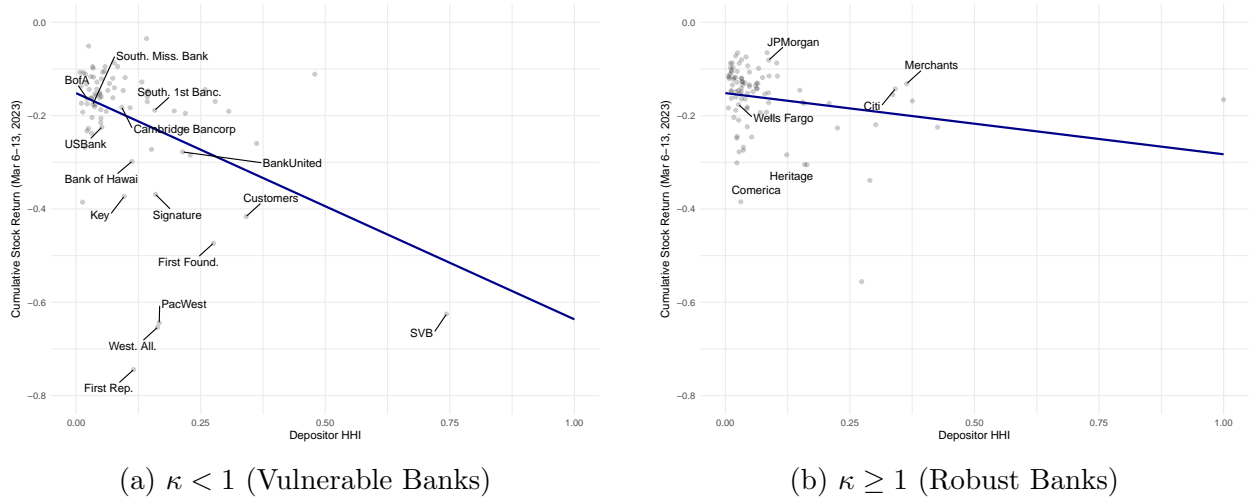 0.0
−0.2
−0.4
−0.6
−0.8
0.00
0.25
0.50
0.75
1.00
Depositor HHI
Cumulative Stock Return (Mar 6−13, 2023)
South. Miss. Bank
BofA
South. 1st Banc.
Cambridge Bancorp
USBank
BankUnited
Bank of Hawai
Customers
Key
Signature
First Found.
PacWest
SVB
West. All.
First Rep.
(a) κ < 1 (Vulnerable Banks)
0.0
−0.2
−0.4
−0.6
−0.8
0.00
0.25
0.50
0.75
1.00
Depositor HHI
Cumulative Stock Return (Mar 6−13, 2023)
JPMorgan
Merchants
Citi
Wells Fargo
Heritage
Comerica
(b) κ ≥ 1 (Robust Banks)